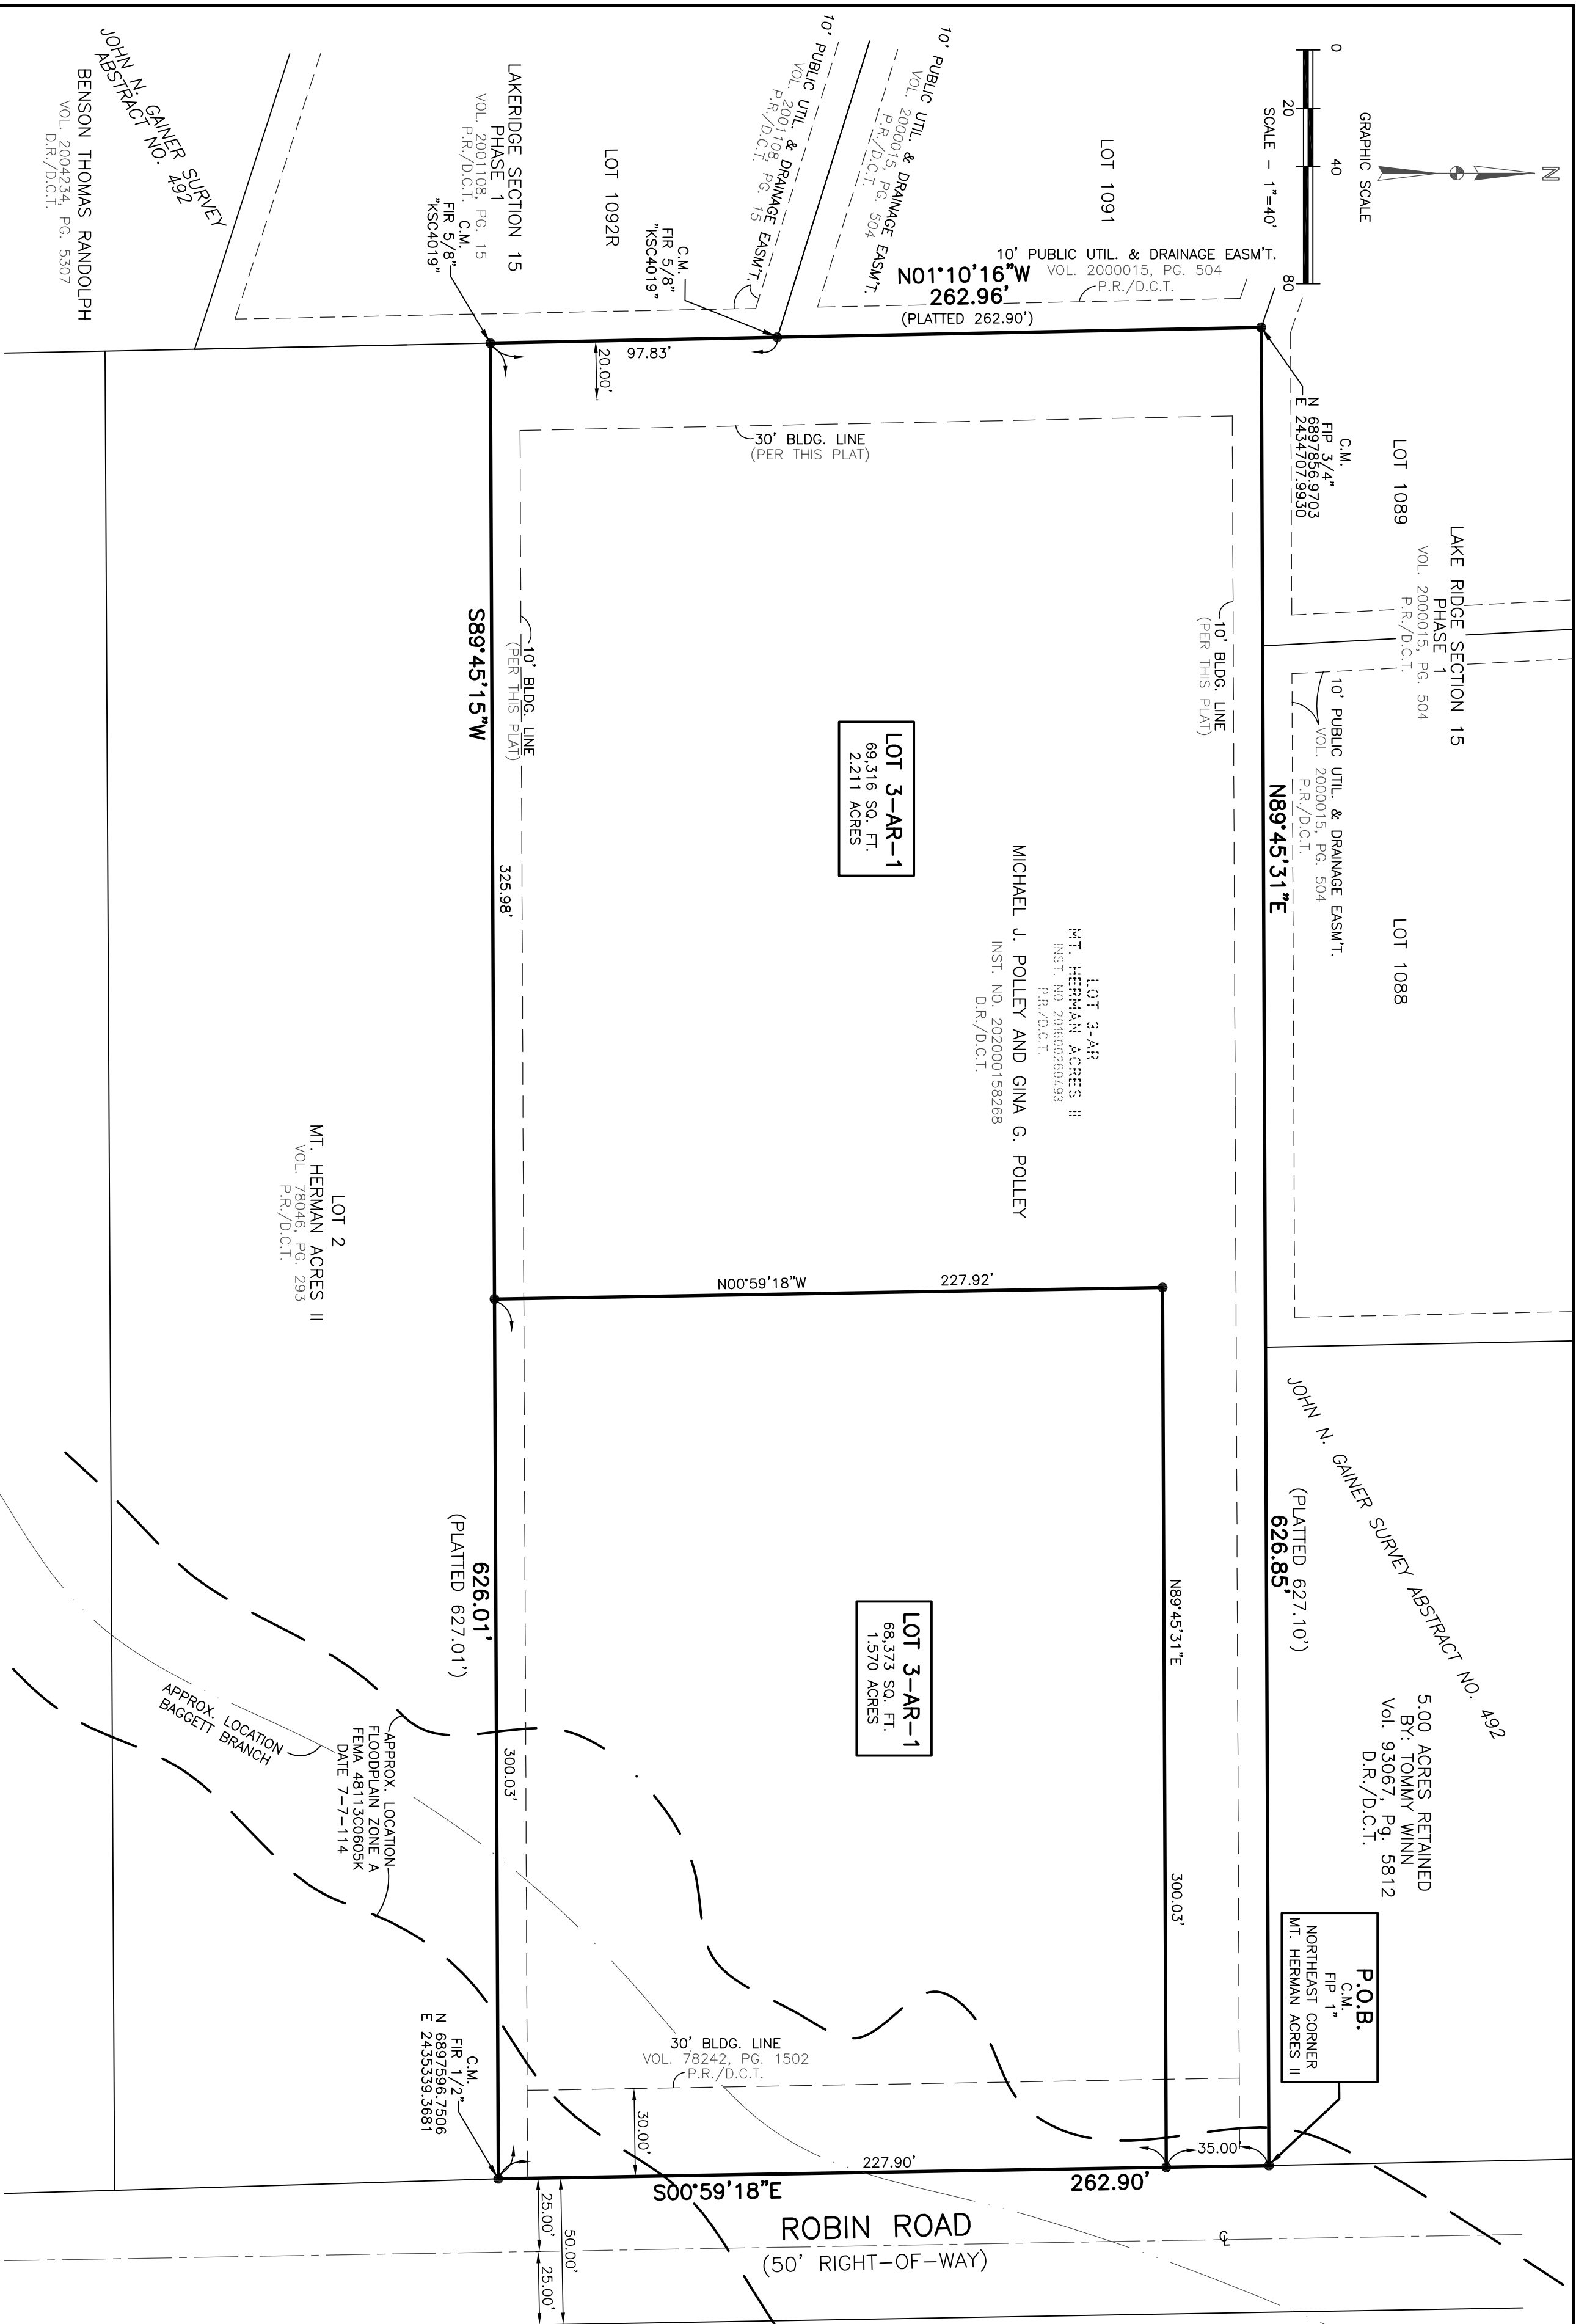 N
GRAPHIC SCALE
0
20
40
80
SCALE - 1"=40'
LAKE RIDGE SECTION 15
PHASE 1
VOL. 2000015, PG. 504
P.R./D.C.T.
LOT 1089
LOT 1088
10' PUBLIC UTIL. & DRAINAGE EASM'T.
VOL. 2000015, PG. 504
P.R./D.C.T.
C.M.
FIP 3/4"
N 6897856.9703
E 2434707.9930
JOHN N. GAINER SURVEY ABSTRACT NO. 492
5.00 ACRES RETAINED
BY: TOMMY WINN
Vol. 93067, Pg. 5812
D.R./D.C.T.
P.O.B.
C.M.
FIP 1"
NORTHEAST CORNER
MT. HERMAN ACRES II
N89°45'31"E
(PLATTED 627.10')
626.85'
LOT 1091
10' PUBLIC UTIL. & DRAINAGE EASM'T.
VOL. 2000015, PG. 504
P.R./D.C.T.
N01°10'16"W
262.96'
(PLATTED 262.90')
10' PUBLIC UTIL. & DRAINAGE EASM'T.
VOL. 2000015, PG. 504
P.R./D.C.T.
10' PUBLIC UTIL. & DRAINAGE EASM'T.
VOL. 2001108, PG. 15
P.R./D.C.T.
LOT 1092R
C.M.
FIR 5/8"
"KSC4019"
97.83'
20.00'
LAKERIDGE SECTION 15
PHASE 1
VOL. 2001108, PG. 15
P.R./D.C.T.
C.M.
FIR 5/8"
"KSC4019"
JOHN N. GAINER SURVEY
ABSTRACT NO. 492
BENSON THOMAS RANDOLPH
VOL. 2004234, PG. 5307
D.R./D.C.T.
10' BLDG. LINE
(PER THIS PLAT)
30' BLDG. LINE
(PER THIS PLAT)
10' BLDG. LINE
(PER THIS PLAT)
LOT 3-AR
MT. HERMAN ACRES II
INST. NO 201600260493
P.R./D.C.T.
MICHAEL J. POLLEY AND GINA G. POLLEY
INST. NO. 202000158268
D.R./D.C.T.
LOT 3-AR-1
69,316 SQ. FT.
2.211 ACRES
N00°59'18"W
227.92'
N89°45'31"E
300.03'
LOT 3-AR-1
68,373 SQ. FT.
1.570 ACRES
35.00'
30' BLDG. LINE
VOL. 78242, PG. 1502
P.R./D.C.T.
30.00'
227.90'
S00°59'18"E
262.90'
S89°45'15"W
325.98'
300.03'
626.01'
(PLATTED 627.01')
LOT 2
MT. HERMAN ACRES II
VOL. 78046, PG. 293
P.R./D.C.T.
APPROX. LOCATION
FLOODPLAIN ZONE A
FEMA 48113C0605K
DATE 7-7-114
APPROX. LOCATION
BAGGETT BRANCH
C.M.
FIR 1/2"
N 6897596.7506
E 2435339.3681
25.00'
50.00'
25.00'
ROBIN ROAD
(50' RIGHT-OF-WAY)